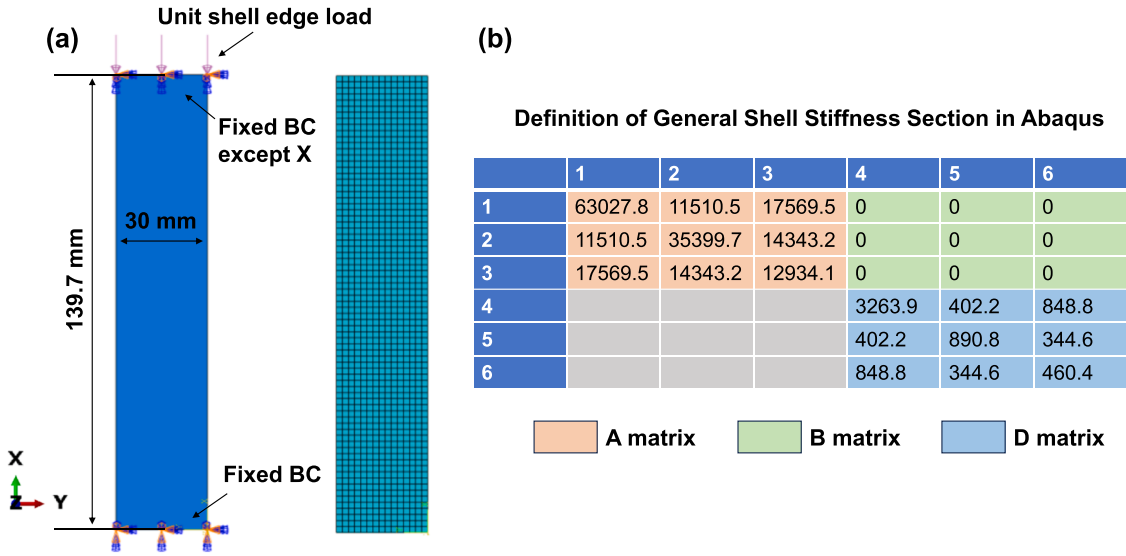 (a)
Unit shell edge load
Fixed BC
except X
30 mm
139.7 mm
Fixed BC
X
Z
Y
(b)
Definition of General Shell Stiffness Section in Abaqus
1 2 3 4 5 6
1 63027.8 11510.5 17569.5 0 0 0
2 11510.5 35399.7 14343.2 0 0 0
3 17569.5 14343.2 12934.1 0 0 0
4 3263.9 402.2 848.8
5 402.2 890.8 344.6
6 848.8 344.6 460.4
A matrix B matrix D matrix